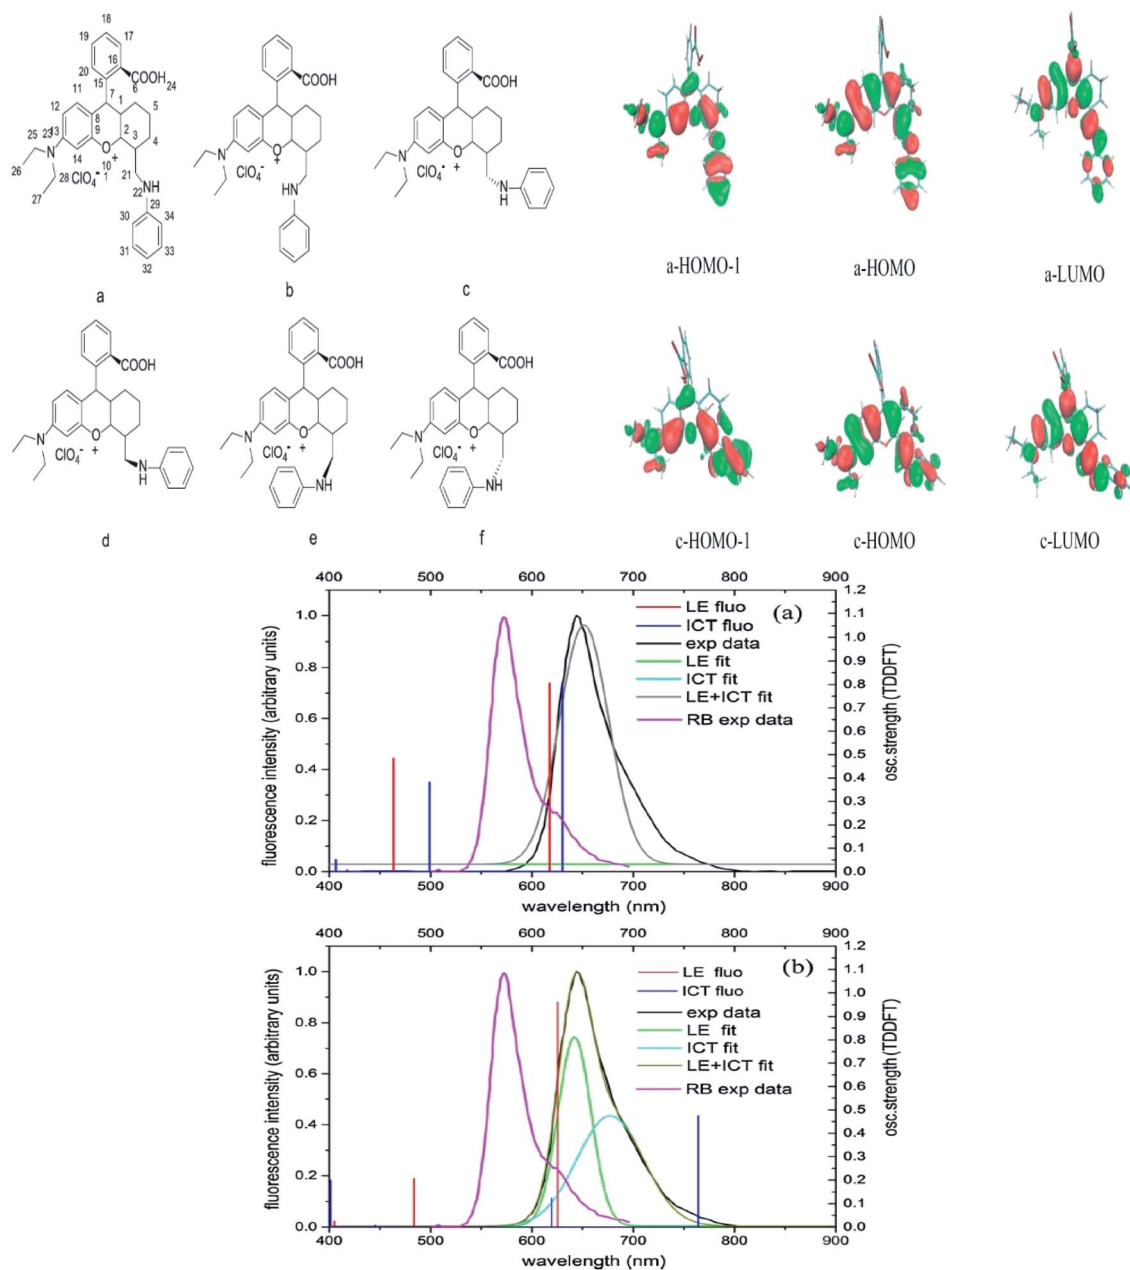 18
19
17
16
20
15
COOH
24
6
7
11
12
1
5
8
9
2
3
4
23
13
25
N
14
O
10
+
26
28
ClO4-
1
21
27
22
NH
29
30
34
31
33
32
a
COOH
N
O
+
ClO4-
HN
b
COOH
N
O
ClO4- +
NH
c
a-HOMO-1
a-HOMO
a-LUMO
COOH
N
O
ClO4- +
NH
d
COOH
N
O
ClO4- +
NH
e
COOH
N
O
ClO4- +
NH
f
c-HOMO-1
c-HOMO
c-LUMO
400 500 600 700 800 900
1.2
1.1
1.0
0.9
0.8
0.7
0.6
0.5
0.4
0.3
0.2
0.1
0.0
1.0
0.8
0.6
0.4
0.2
0.0
fluorescence intensity (arbitrary units)
osc.strength (TDDFT)
LE fluo
ICT fluo
exp data
LE fit
ICT fit
LE+ICT fit
RB exp data
(a)
400 500 600 700 800 900
wavelength (nm)
400 500 600 700 800 900
1.2
1.1
1.0
0.9
0.8
0.7
0.6
0.5
0.4
0.3
0.2
0.1
0.0
1.0
0.8
0.6
0.4
0.2
0.0
fluorescence intensity (arbitrary units)
osc.strength (TDDFT)
LE fluo
ICT fluo
exp data
LE fit
ICT fit
LE+ICT fit
RB exp data
(b)
400 500 600 700 800 900
wavelength (nm)